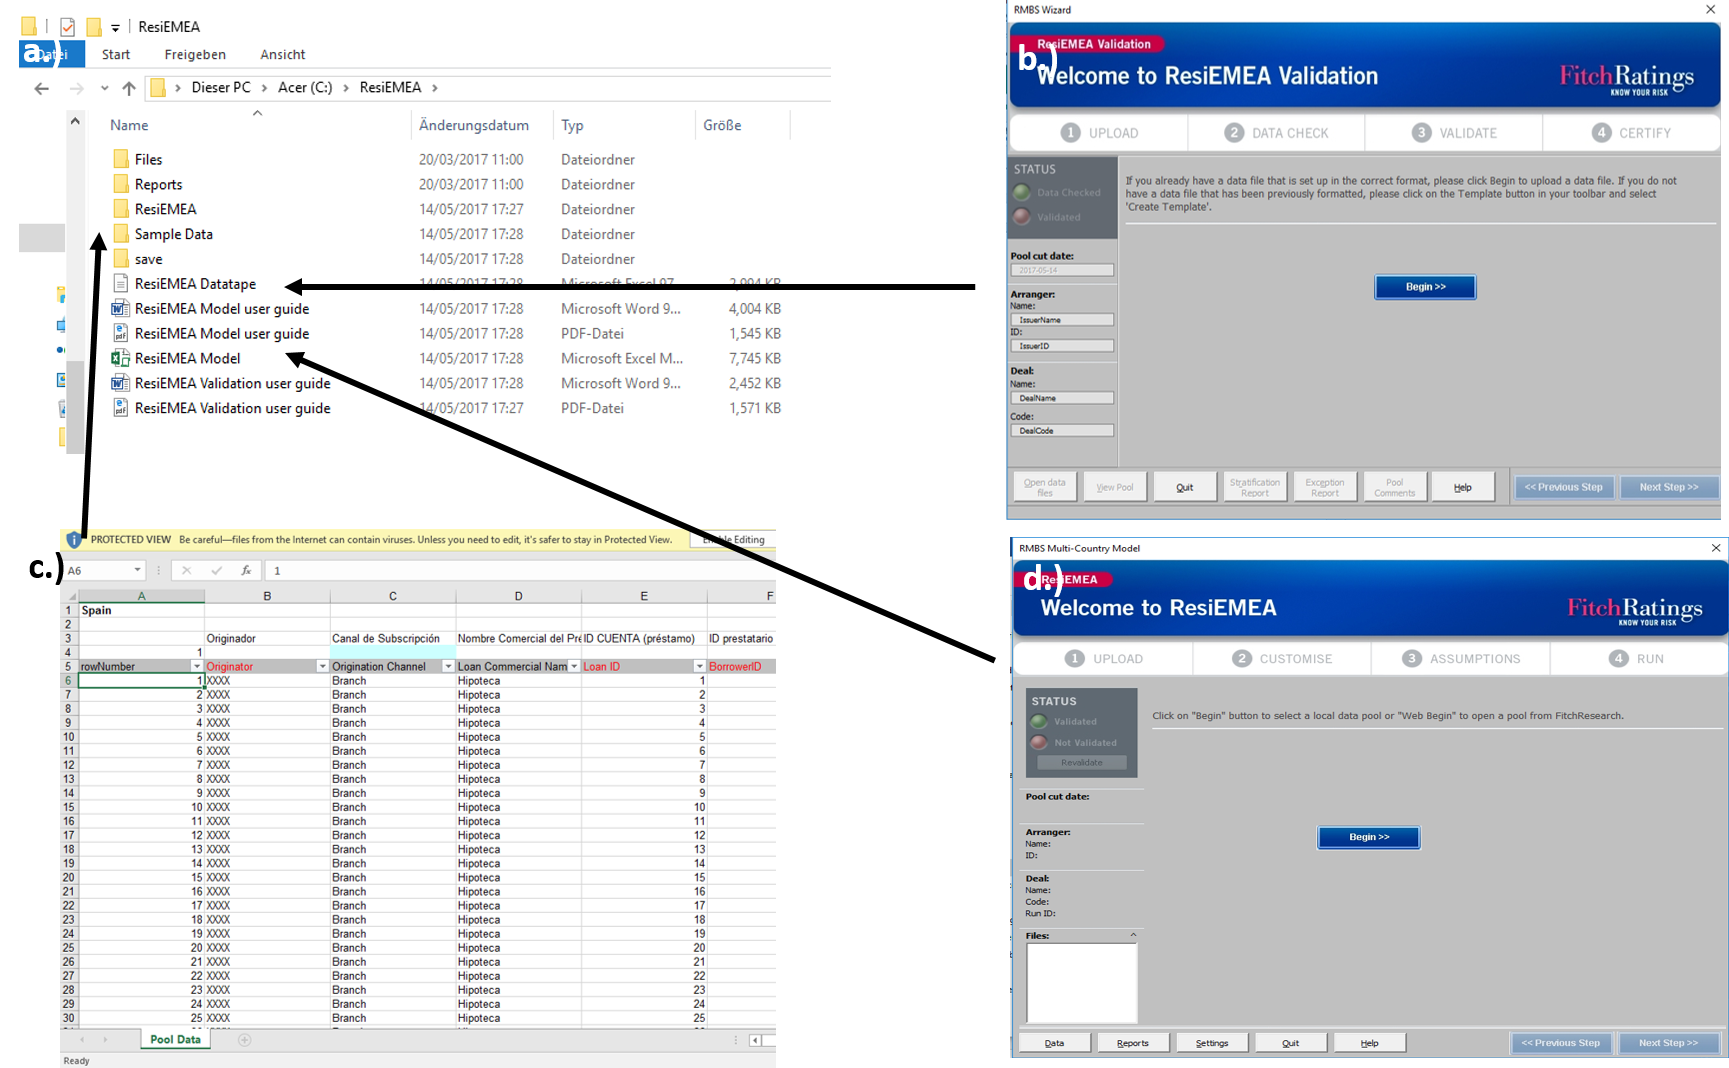 ResiEMEA
a.)
Start Freigeben Ansicht
Dieser PC Acer (C:) ResiEMEA
Name Änderungsdatum Typ Größe
Files 20/03/2017 11:00 Dateiordner
Reports 20/03/2017 11:00 Dateiordner
ResiEMEA 14/05/2017 17:27 Dateiordner
Sample Data 14/05/2017 17:28 Dateiordner
save 14/05/2017 17:28 Dateiordner
ResiEMEA Datatape 14/05/2017 17:28 Microsoft Excel 97... 2,994 KB
ResiEMEA Model user guide 14/05/2017 17:28 Microsoft Word 9... 4,004 KB
ResiEMEA Model user guide 14/05/2017 17:28 PDF-Datei 1,545 KB
ResiEMEA Model 14/05/2017 17:28 Microsoft Excel M... 7,745 KB
ResiEMEA Validation user guide 14/05/2017 17:28 Microsoft Word 9... 2,452 KB
ResiEMEA Validation user guide 14/05/2017 17:27 PDF-Datei 1,571 KB
RMBS Wizard
b.)
ResiEMEA Validation
Welcome to ResiEMEA Validation
FitchRatings
KNOW YOUR RISK
1 UPLOAD 2 DATA CHECK 3 VALIDATE 4 CERTIFY
STATUS
Data Checked
Validated
If you already have a data file that is set up in the correct format, please click Begin to upload a data file. If you do not
have a data file that has been previously formatted, please click on the Template button in your toolbar and select
'Create Template'.
Pool cut date:
2017-05-14
Begin >>
Arranger:
Name:
IssuerName
ID:
IssuerID
Deal:
Name:
DealName
Code:
DealCode
Open data files View Pool Quit Stratification Report Exception Report Pool Comments Help << Previous Step Next Step >>
PROTECTED VIEW Be careful—files from the Internet can contain viruses. Unless you need to edit, it's safer to stay in Protected View. Enable Editing
c.)
A6 fx 1
A B C D E F
1 Spain
2
3 Originador Canal de Subscripción Nombre Comercial del Pré ID CUENTA (préstamo) ID prestatario
4 1
5 rowNumber Originator Origination Channel Loan Commercial Nam Loan ID BorrowerID
6 1 XXXX Branch Hipoteca 1
7 2 XXXX Branch Hipoteca 2
8 3 XXXX Branch Hipoteca 3
9 4 XXXX Branch Hipoteca 4
10 5 XXXX Branch Hipoteca 5
11 6 XXXX Branch Hipoteca 6
12 7 XXXX Branch Hipoteca 7
13 8 XXXX Branch Hipoteca 8
14 9 XXXX Branch Hipoteca 9
15 10 XXXX Branch Hipoteca 10
16 11 XXXX Branch Hipoteca 11
17 12 XXXX Branch Hipoteca 12
18 13 XXXX Branch Hipoteca 13
19 14 XXXX Branch Hipoteca 14
20 15 XXXX Branch Hipoteca 15
21 16 XXXX Branch Hipoteca 16
22 17 XXXX Branch Hipoteca 17
23 18 XXXX Branch Hipoteca 18
24 19 XXXX Branch Hipoteca 19
25 20 XXXX Branch Hipoteca 20
26 21 XXXX Branch Hipoteca 21
27 22 XXXX Branch Hipoteca 22
28 23 XXXX Branch Hipoteca 23
29 24 XXXX Branch Hipoteca 24
30 25 XXXX Branch Hipoteca 25
Pool Data
Ready
RMBS Multi-Country Model
d.)
ResiEMEA
Welcome to ResiEMEA
FitchRatings
KNOW YOUR RISK
1 UPLOAD 2 CUSTOMISE 3 ASSUMPTIONS 4 RUN
STATUS
Validated
Not Validated
Revalidate
Click on "Begin" button to select a local data pool or "Web Begin" to open a pool from FitchResearch.
Pool cut date:
Begin >>
Arranger:
Name:
ID:
Deal:
Name:
Code:
Run ID:
Files:
Data Reports Settings Quit Help << Previous Step Next Step >>